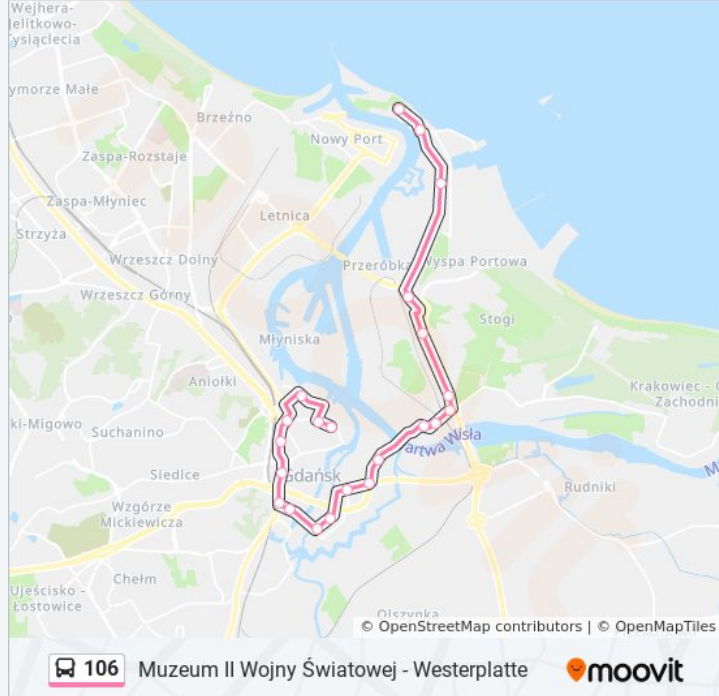 Wejhera-
Jelitkowo-
Tysiąclecia
zymorze Małe
Brzeźno
Nowy Port
Zaspa-Rozstaje
Zaspa-Młyniec
Letnica
Strzyża
Wrzeszcz Dolny
Przeróbka
Wyspa Portowa
Wrzeszcz Górny
Stogi
Młyniska
Aniołki
Krakowiec - G
Zachodni
ki-Migowo
Suchanino
artwa Wisła
Siedlce
Gdańsk
Rudniki
Wzgórze
Mickiewicza
Chełm
Ujeścisko -
Łostowice
Olszynka
© OpenStreetMap contributors | © OpenMapTiles
106 Muzeum II Wojny Światowej - Westerplatte moovit